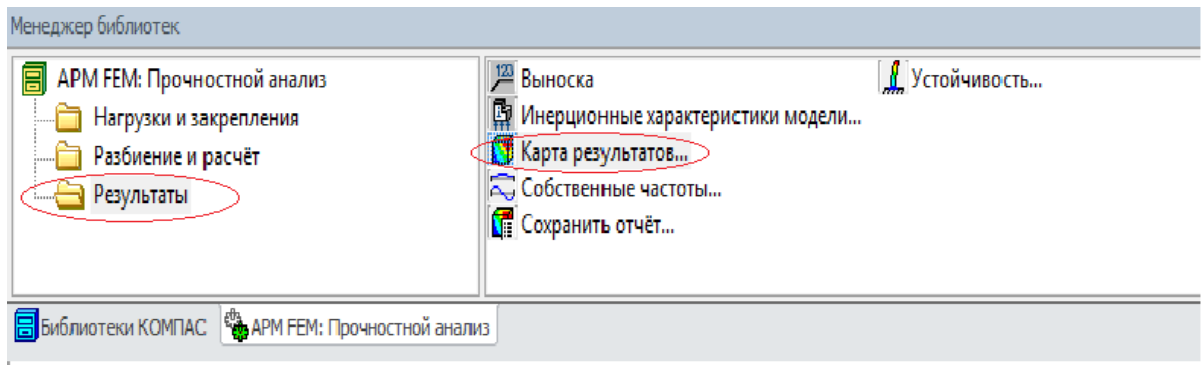 Менеджер библиотек
APM FEM: Прочностной анализ
Нагрузки и закрепления
Разбиение и расчёт
Результаты
123 Выноска
Инерционные характеристики модели...
Карта результатов...
Собственные частоты...
Сохранить отчёт...
Устойчивость...
Библиотеки КОМПАС
APM FEM: Прочностной анализ